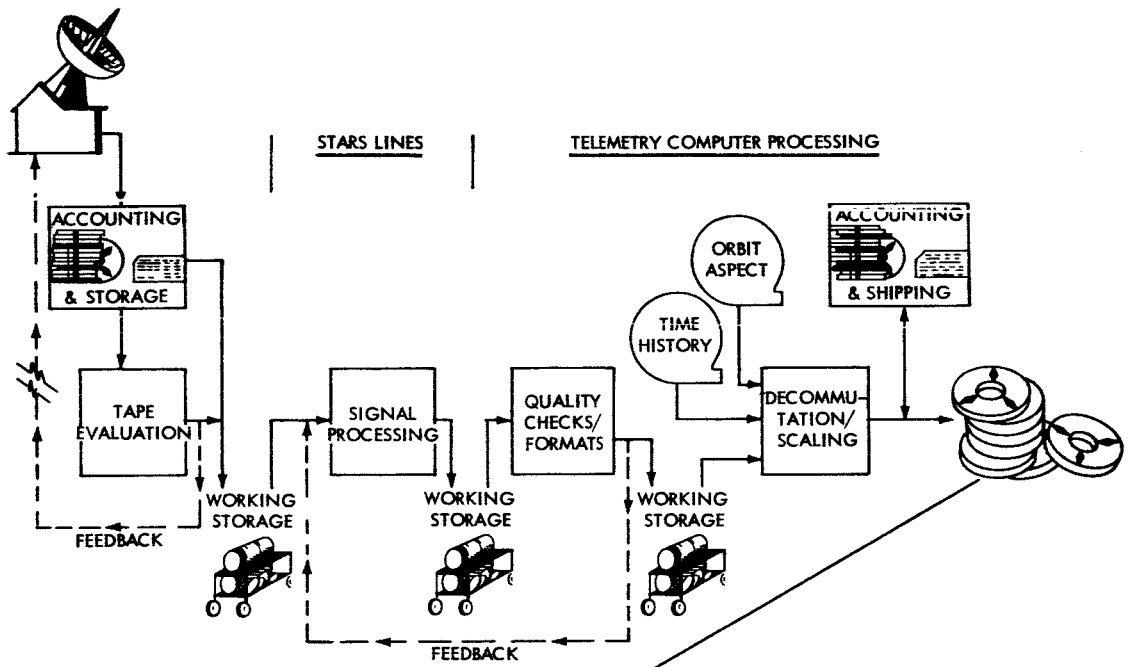 STARS LINES
TELEMETRY COMPUTER PROCESSING
ACCOUNTING
& STORAGE
TAPE
EVALUATION
FEEDBACK
WORKING
STORAGE
SIGNAL
PROCESSING
WORKING
STORAGE
QUALITY
CHECKS/
FORMATS
WORKING
STORAGE
FEEDBACK
TIME
HISTORY
ORBIT
ASPECT
DECOMMU-
TATION/
SCALING
ACCOUNTING
& SHIPPING